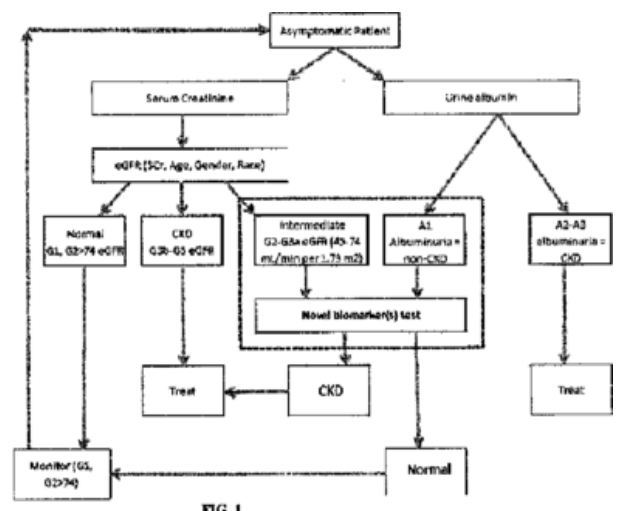 Asymptomatic Patient
Serum Creatinine
Urine albumin
eGFR (SCr, Age, Gender, Race)
Normal
G1, G2>74 eGFR
CKD
G3b-G5 eGFR
Intermediate
G2-G3a eGFR (45-74
mL/min per 1.73 m2)
A1
Albuminuria =
non-CKD
A2-A3
albuminaria =
CKD
Novel biomarker(s) test
Treat
CKD
Treat
Monitor (G1,
G2>74)
Normal
FIG. 1